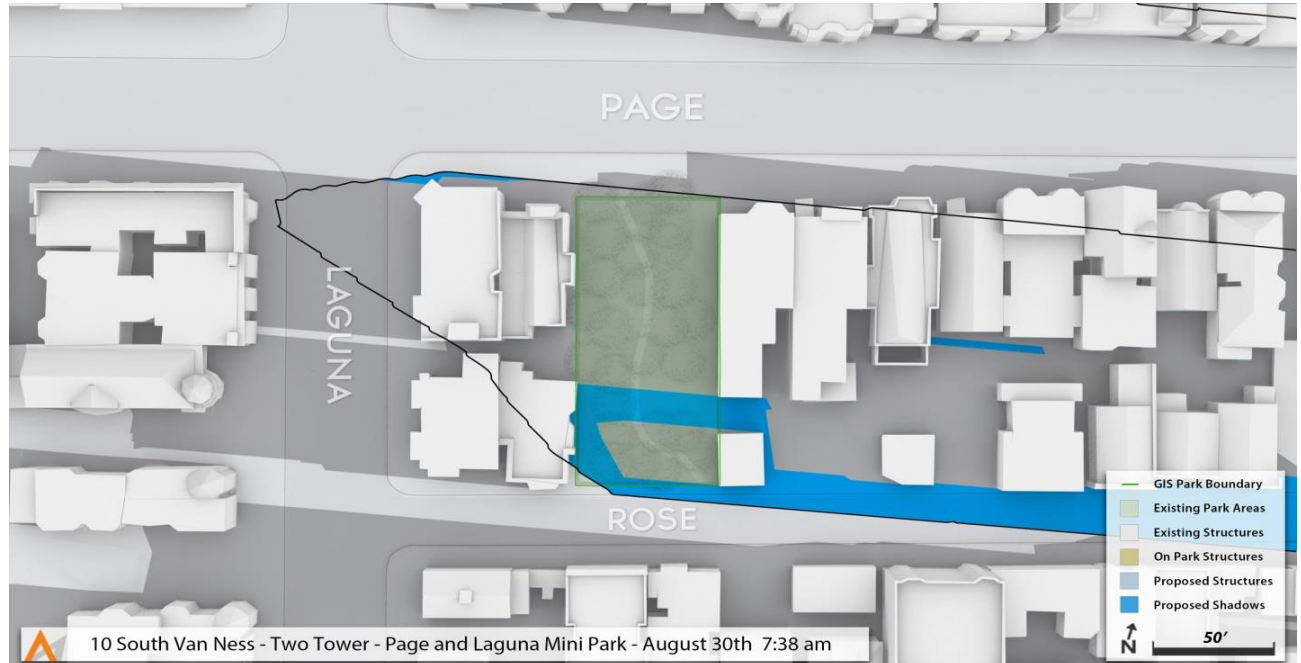 PAGE
LAGUNA
ROSE
GIS Park Boundary
Existing Park Areas
Existing Structures
On Park Structures
Proposed Structures
Proposed Shadows
N
50'
10 South Van Ness - Two Tower - Page and Laguna Mini Park - August 30th 7:38 am